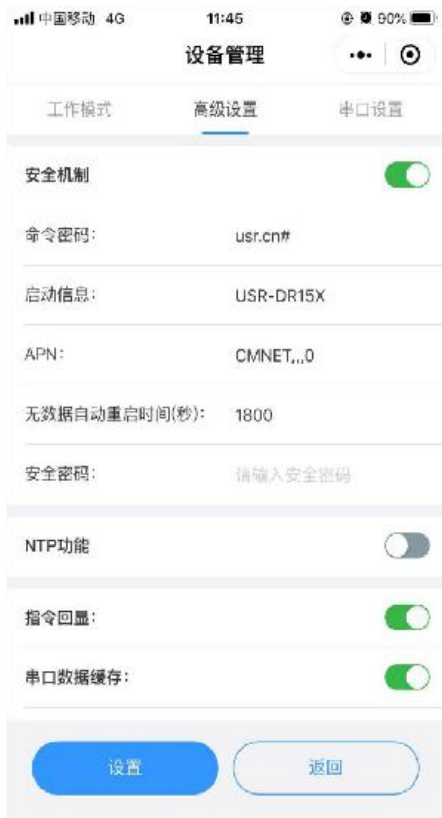 中国移动 4G 11:45 90%
设备管理
工作模式 高级设置 串口设置
安全机制
命令密码: usr.cn#
启动信息: USR-DR15X
APN: CMNET,,,0
无数据自动重启时间(秒): 1800
安全密码: 请输入安全密码
NTP功能
指令回显:
串口数据缓存:
设置 返回